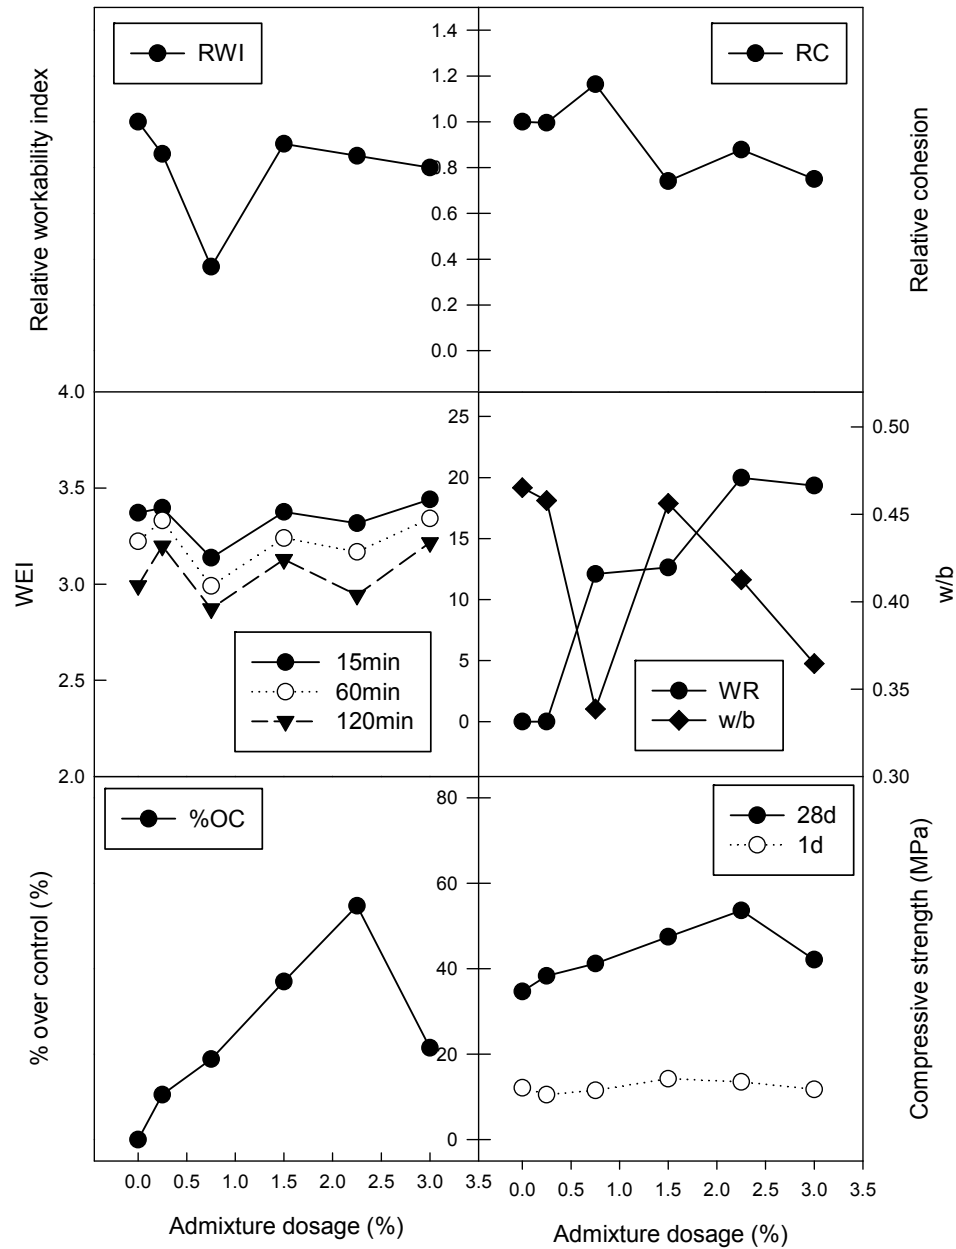 RWI
RC
1.4
1.2
1.0
0.8
0.6
0.4
0.2
0.0
Relative workability index
Relative cohesion
4.0
3.5
3.0
2.5
2.0
WEI
15min
60min
120min
25
20
15
10
5
0
WR
w/b
0.50
0.45
0.40
0.35
0.30
w/b
%OC
% over control (%)
80
60
40
20
0
28d
1d
Compressive strength (MPa)
0.0 0.5 1.0 1.5 2.0 2.5 3.0 3.5
0.0 0.5 1.0 1.5 2.0 2.5 3.0 3.5
Admixture dosage (%)
Admixture dosage (%)